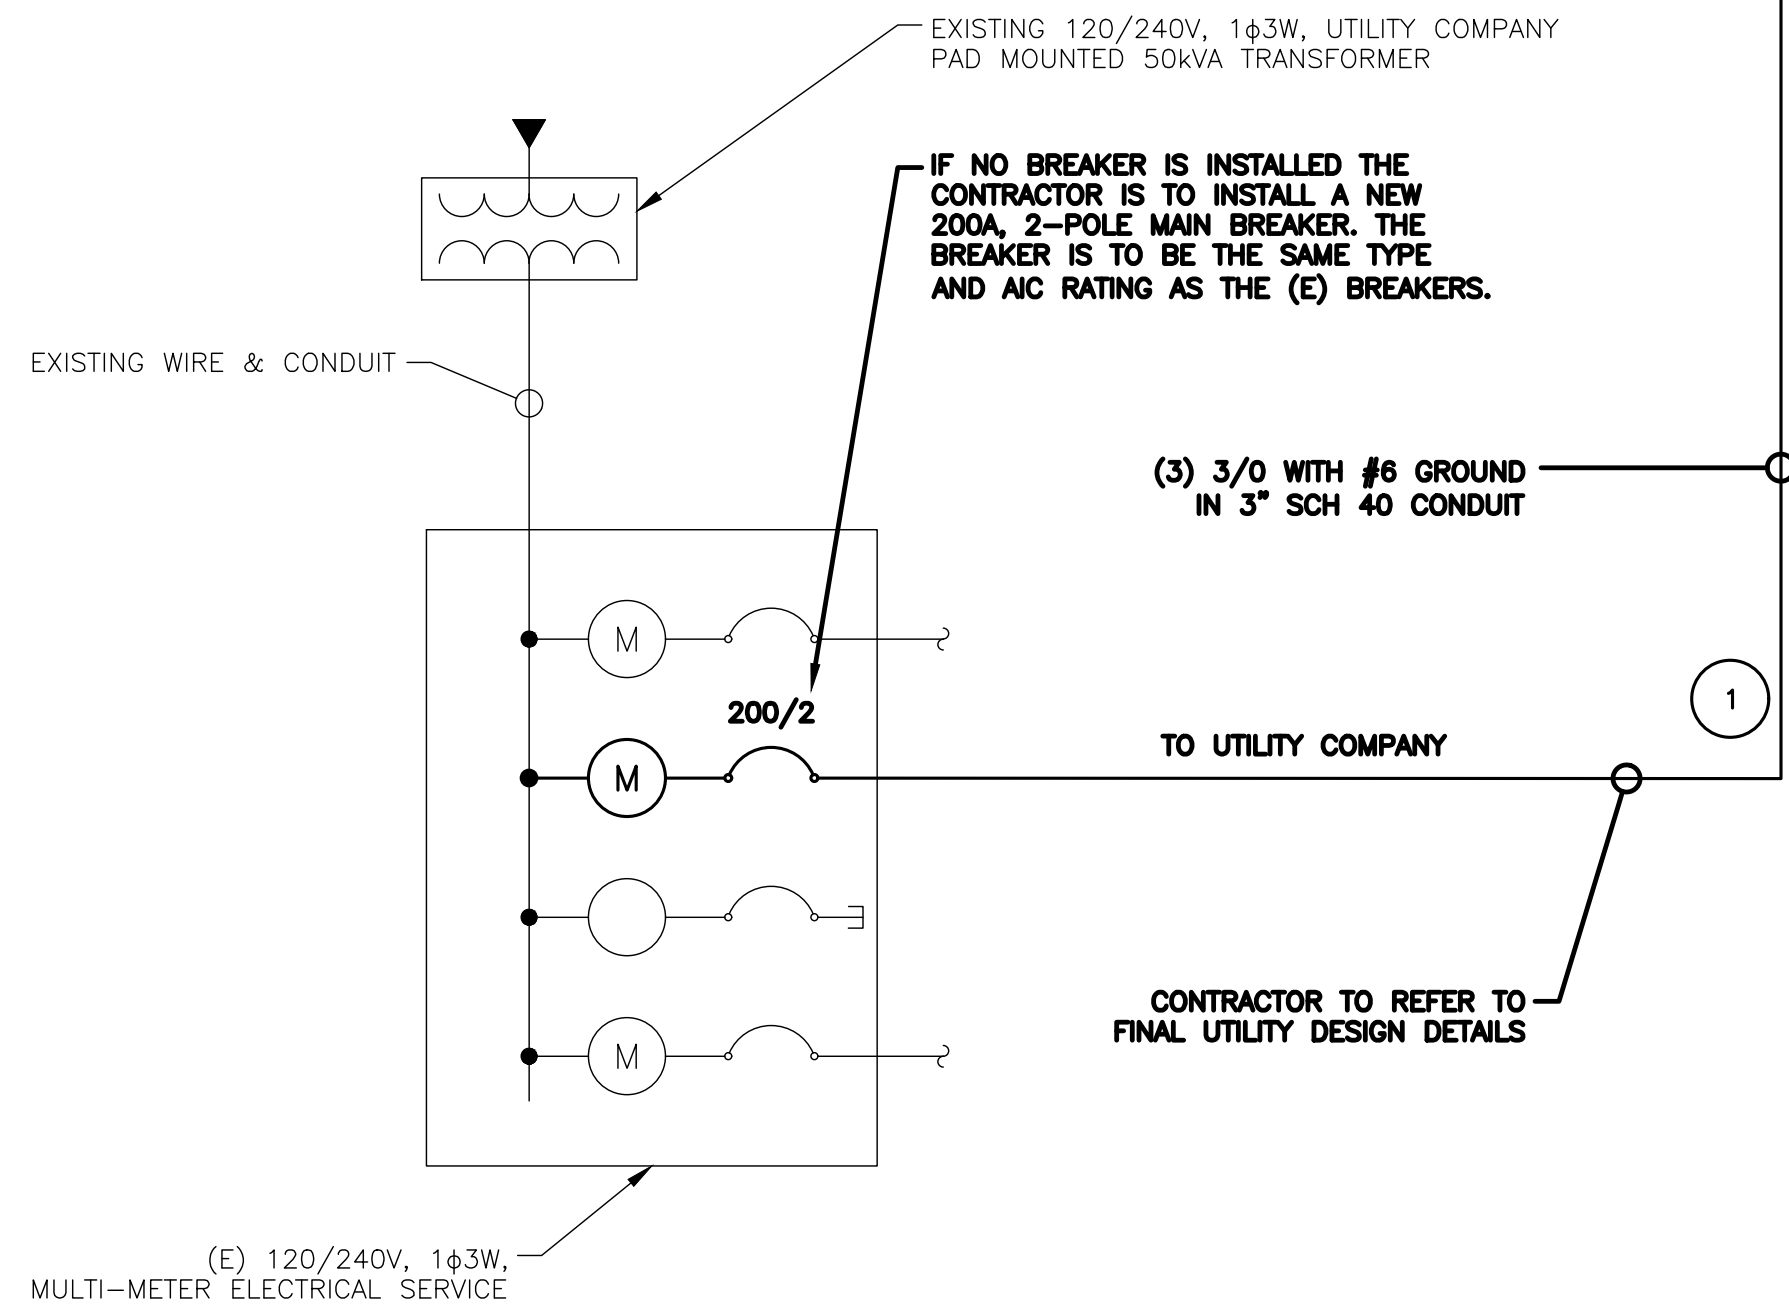 EXISTING 120/240V, 1ϕ3W, UTILITY COMPANY
PAD MOUNTED 50kVA TRANSFORMER
IF NO BREAKER IS INSTALLED THE
CONTRACTOR IS TO INSTALL A NEW
200A, 2-POLE MAIN BREAKER. THE
BREAKER IS TO BE THE SAME TYPE
AND AIC RATING AS THE (E) BREAKERS.
EXISTING WIRE & CONDUIT
(3) 3/0 WITH #6 GROUND
IN 3" SCH 40 CONDUIT
M
200/2
1
TO UTILITY COMPANY
M
CONTRACTOR TO REFER TO
FINAL UTILITY DESIGN DETAILS
M
(E) 120/240V, 1ϕ3W,
MULTI-METER ELECTRICAL SERVICE